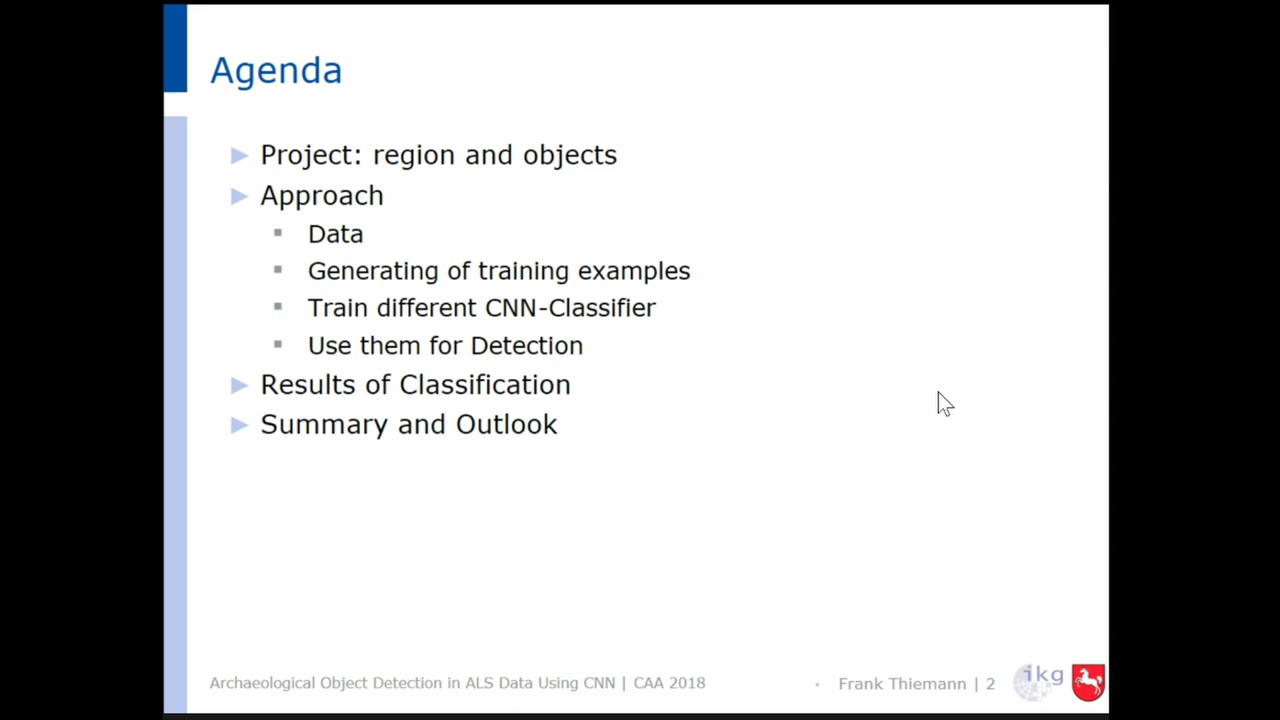 Agenda
Project: region and objects
Approach
Data
Generating of training examples
Train different CNN-Classifier
Use them for Detection
Results of Classification
Summary and Outlook
Archaeological Object Detection in ALS Data Using CNN | CAA 2018
Frank Thiemann | 2
ikg